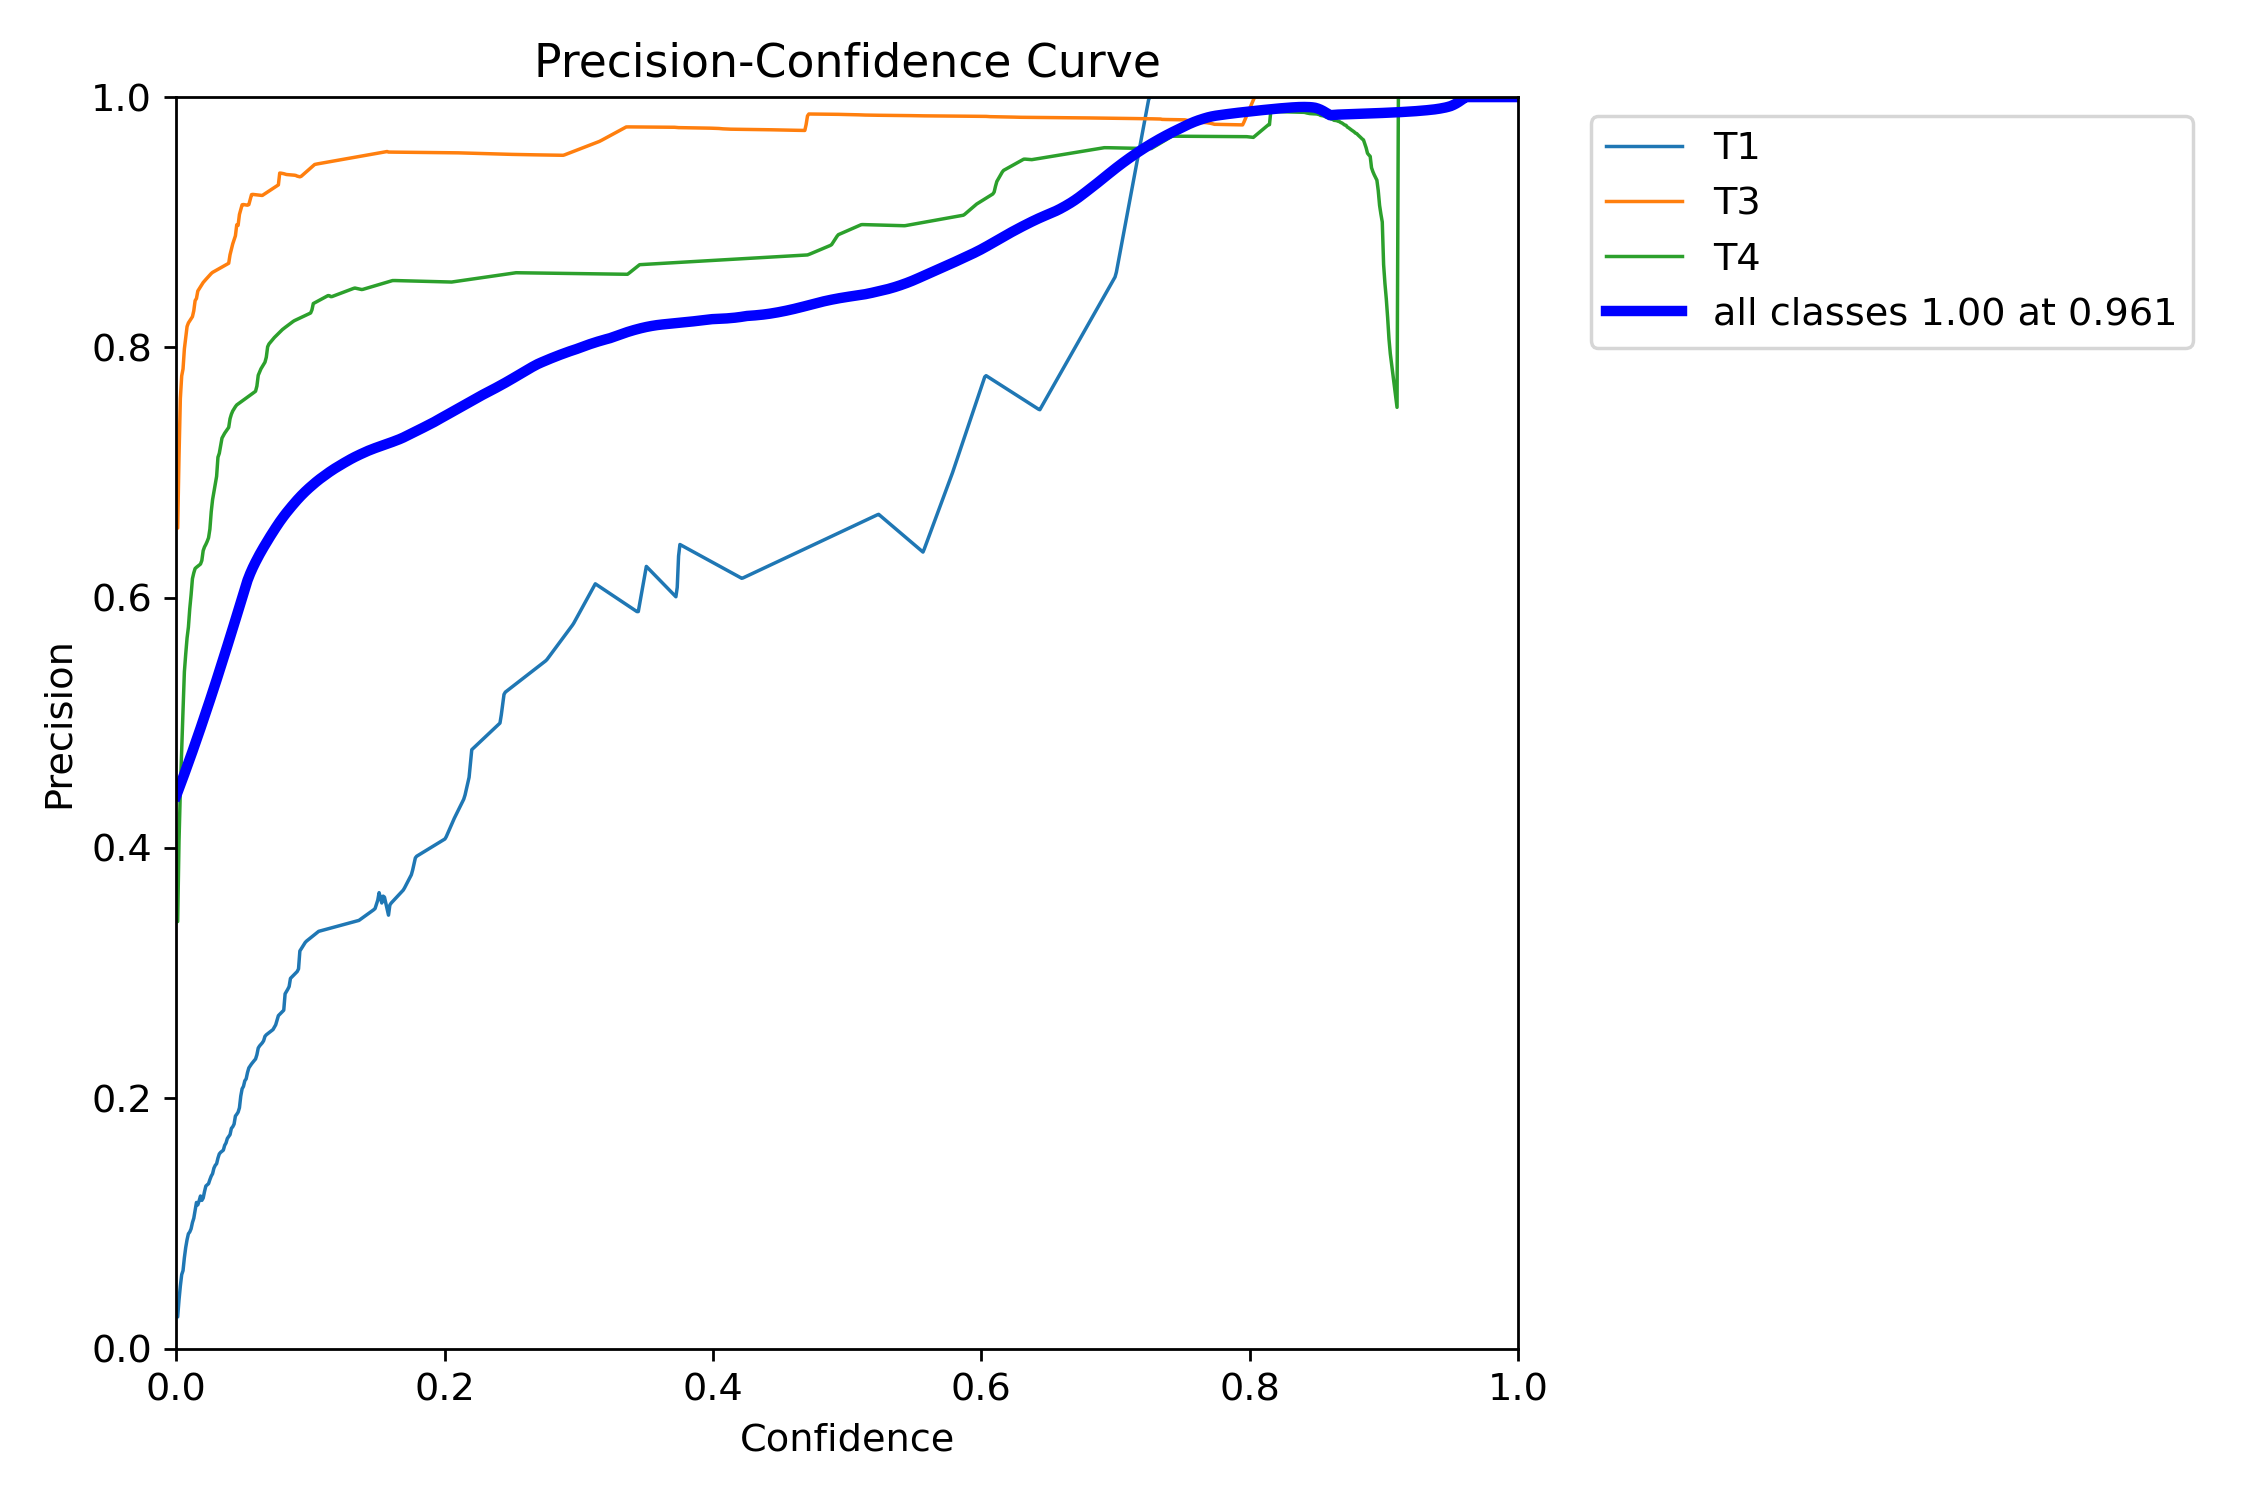 Precision-Confidence Curve
1.0
0.8
0.6
0.4
0.2
0.0
Precision
0.0 0.2 0.4 0.6 0.8 1.0
Confidence
T1
T3
T4
all classes 1.00 at 0.961